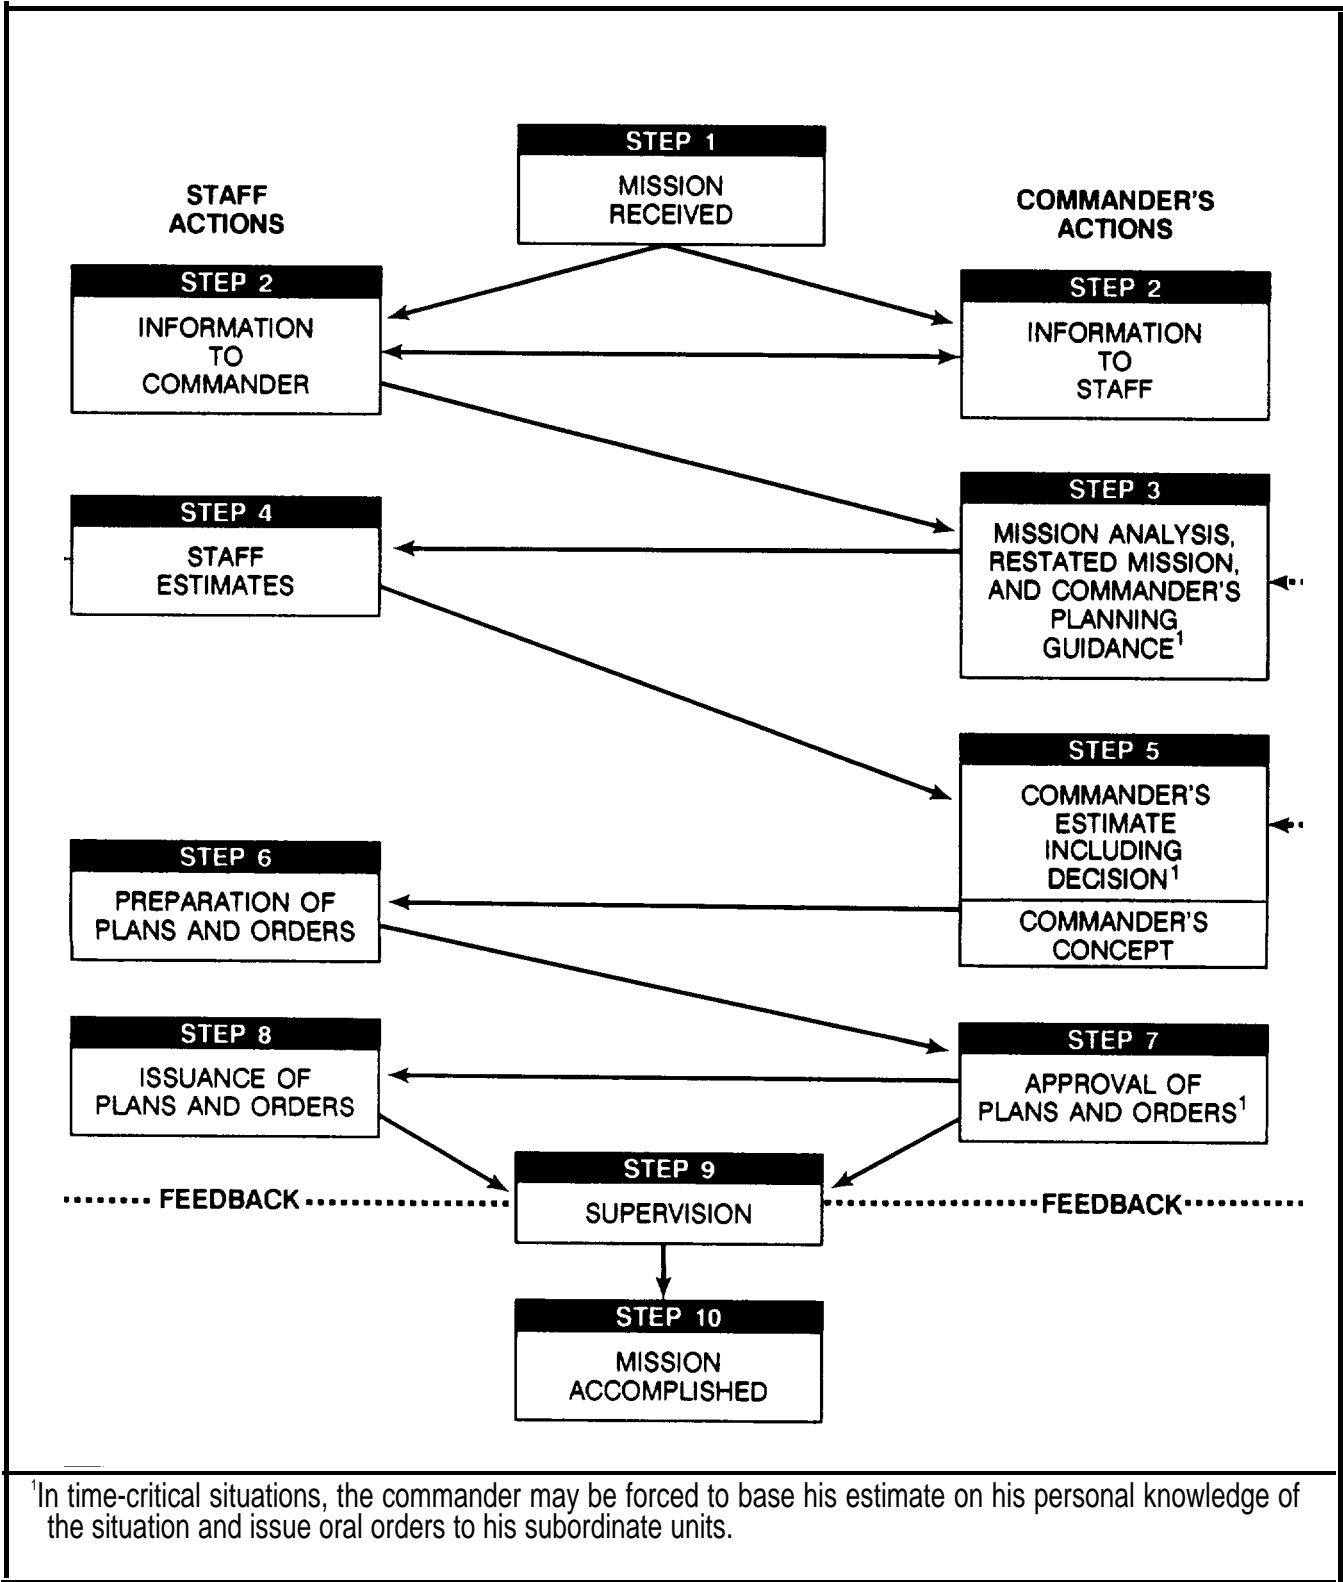 STEP 1
MISSION
RECEIVED
STAFF
ACTIONS
COMMANDER'S
ACTIONS
STEP 2
INFORMATION
TO
COMMANDER
STEP 2
INFORMATION
TO
STAFF
STEP 3
MISSION ANALYSIS,
RESTATED MISSION,
AND COMMANDER'S
PLANNING
GUIDANCE¹
STEP 4
STAFF
ESTIMATES
STEP 5
COMMANDER'S
ESTIMATE
INCLUDING
DECISION¹
COMMANDER'S
CONCEPT
STEP 6
PREPARATION OF
PLANS AND ORDERS
STEP 7
APPROVAL OF
PLANS AND ORDERS¹
STEP 8
ISSUANCE OF
PLANS AND ORDERS
STEP 9
SUPERVISION
FEEDBACK
FEEDBACK
STEP 10
MISSION
ACCOMPLISHED
¹In time-critical situations, the commander may be forced to base his estimate on his personal knowledge of
the situation and issue oral orders to his subordinate units.